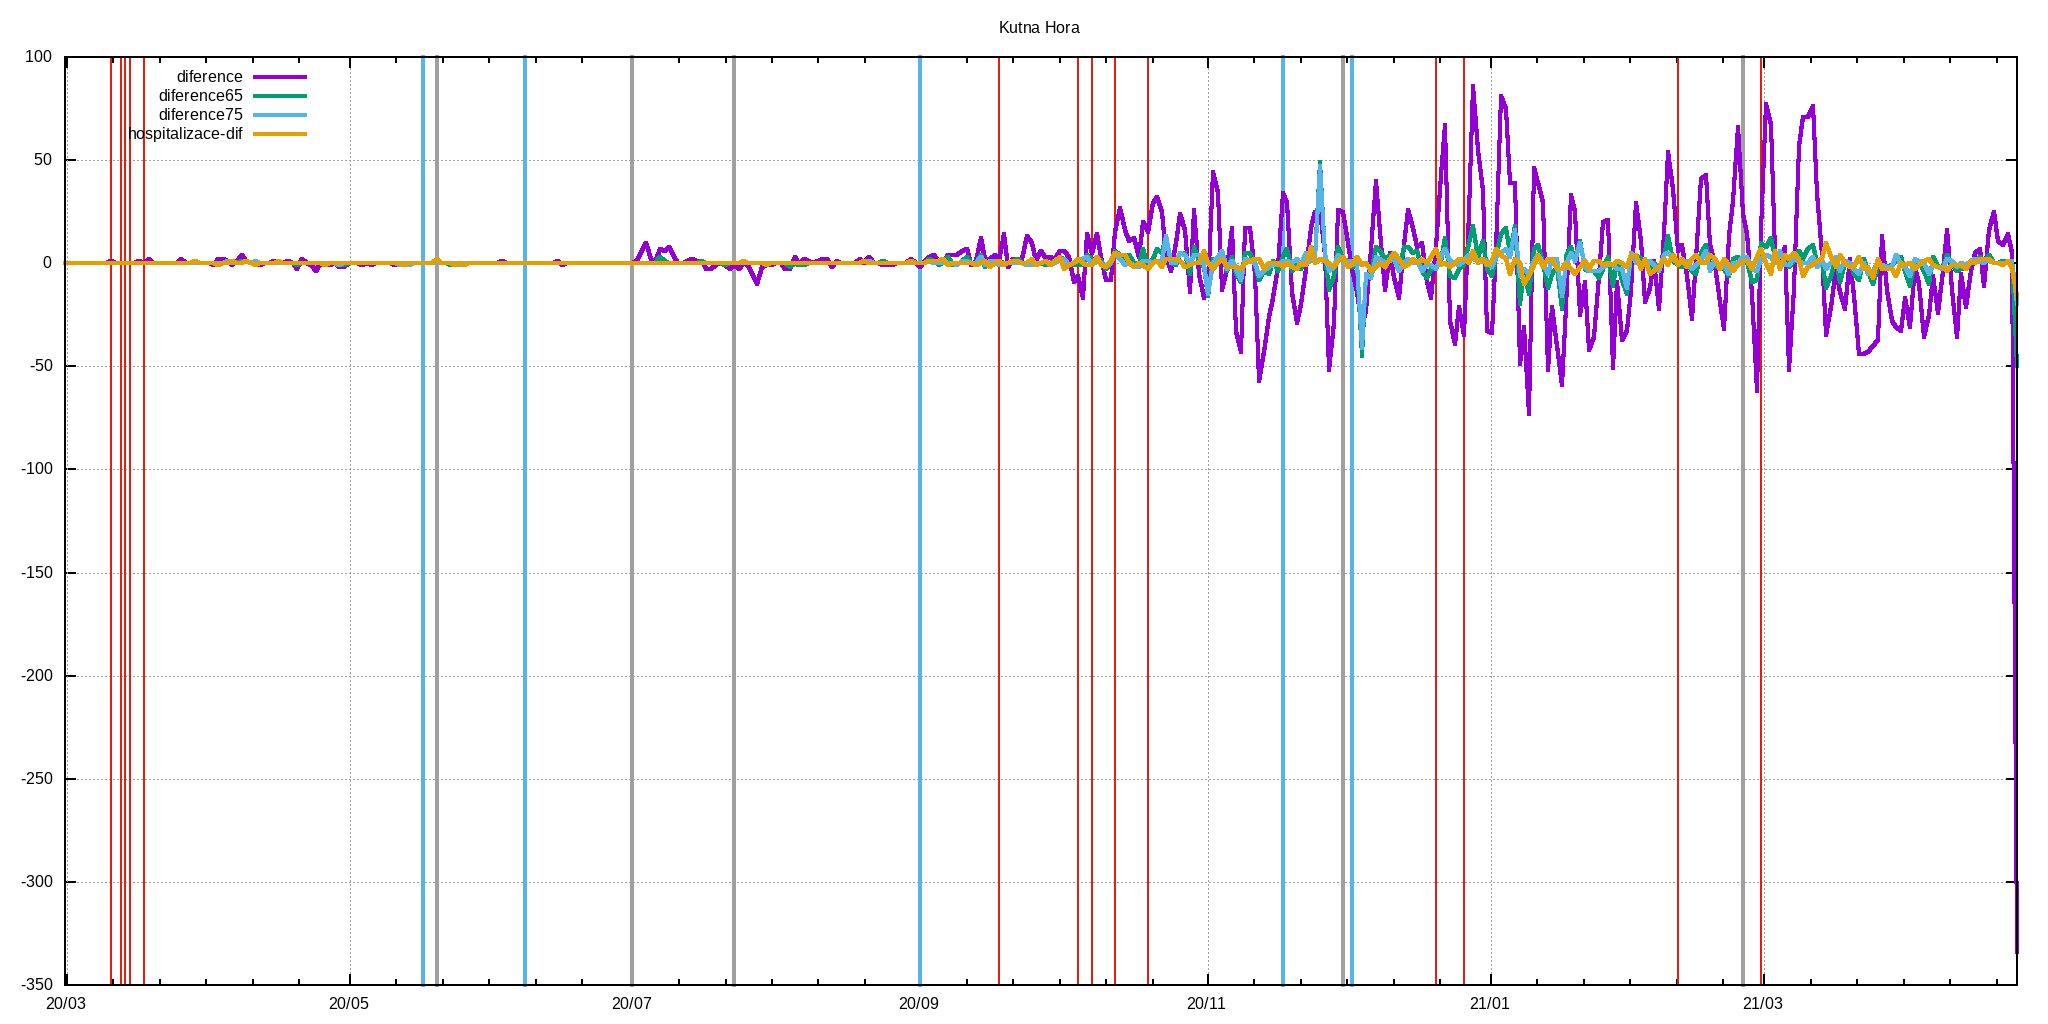 Kutna Hora
diference
diference65
diference75
hospitalizace-dif
100
50
0
-50
-100
-150
-200
-250
-300
-350
20/03 20/05 20/07 20/09 20/11 21/01 21/03